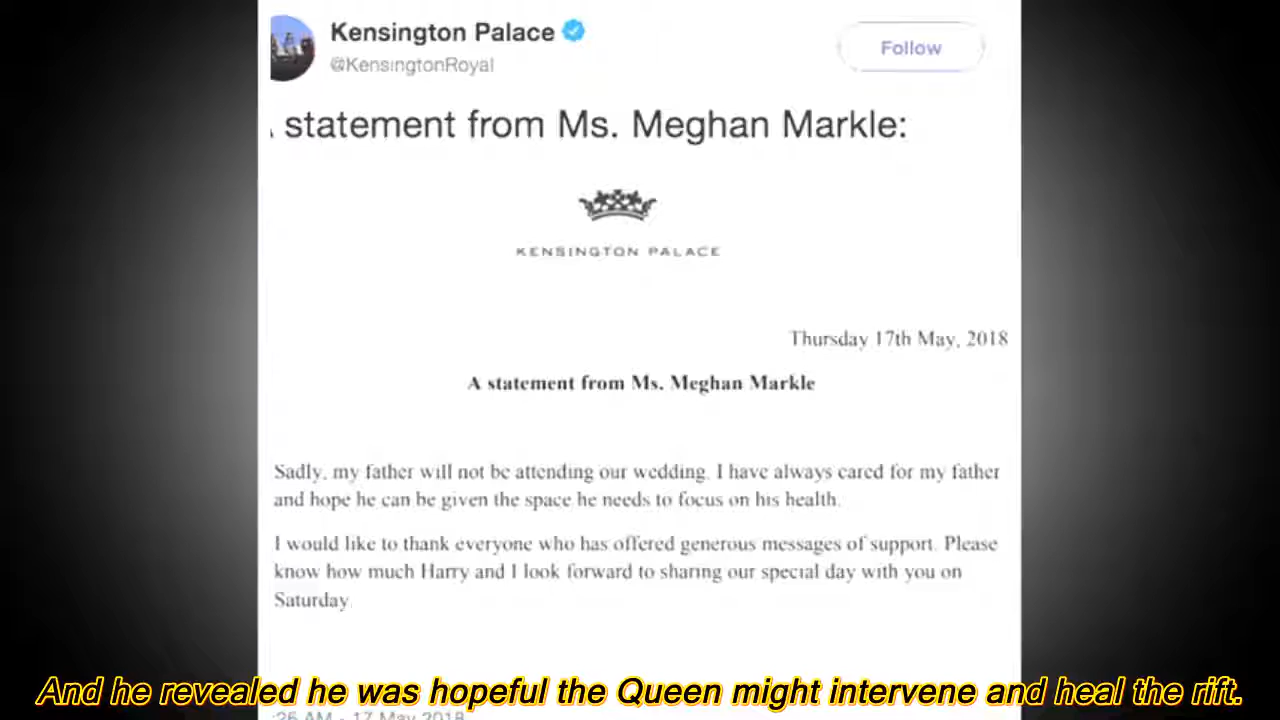 Kensington Palace
@KensingtonRoyal
Follow
statement from Ms. Meghan Markle:
KENSINGTON PALACE
Thursday 17th May, 2018
A statement from Ms. Meghan Markle
Sadly, my father will not be attending our wedding. I have always cared for my father
and hope he can be given the space he needs to focus on his health.
I would like to thank everyone who has offered generous messages of support. Please
know how much Harry and I look forward to sharing our special day with you on
Saturday
And he revealed he was hopeful the Queen might intervene and heal the rift.
:26 AM - 17 May 2018